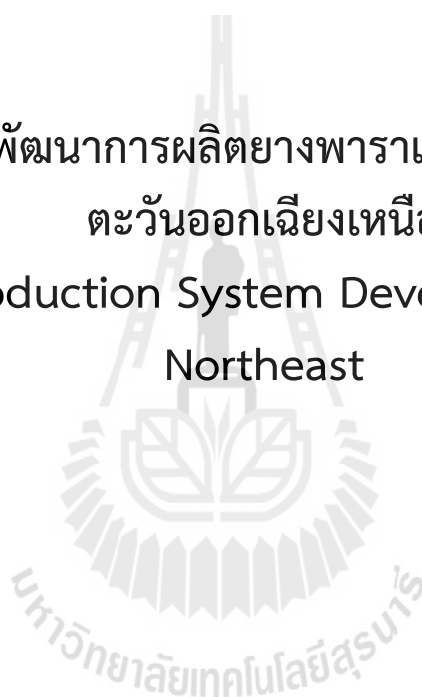 พัฒนาการผลิตยางพารา
ตะวันออกเฉียงเหนือ
oduction System Deve
Northeast
มหาวิทยาลัยเทคโนโลยีสุรนารี